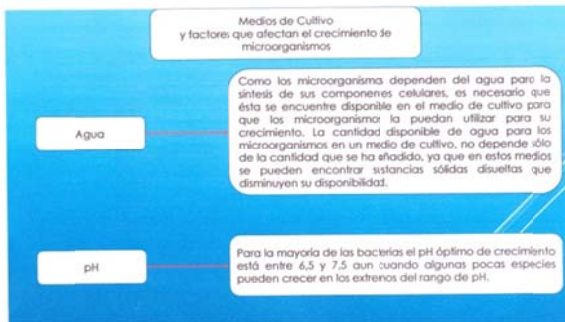 Medios de Cultivo
y factores que afectan el crecimiento de
microorganismos
Como los microorganisma dependen del agua para la
síntesis de sus componenes celulares, es necesario que
ésta se encuentre disponible en el medio de cultivo para
que los microorganismos la puedan utilizar para su
crecimiento. La cantidad disponible de agua para los
microorganismos en un medio de cultivo, no depende sólo
de la cantidad que se ha añadido, ya que en estos medios
se pueden encontrar sustancias sólidas disueltas que
disminuyen su disponibilidad.
Agua
Para la mayoría de las bacterias el pH óptimo de crecimiento
está entre 6,5 y 7,5 aun cuando algunas pocas especies
pueden crecer en los extremos del rango de pH.
pH